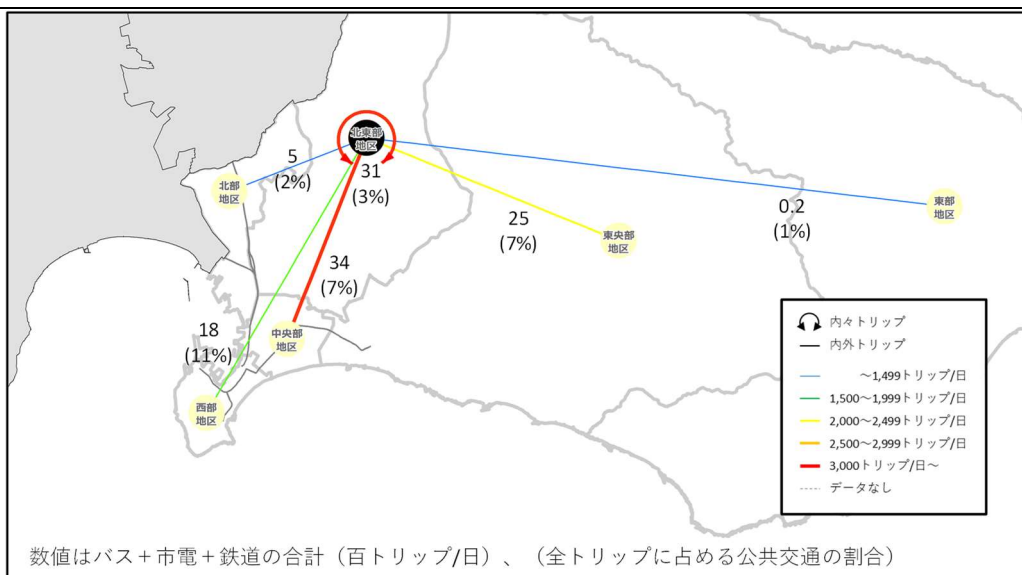 北東部
地区
5
(2%)
31
(3%)
北部
地区
0.2
(1%)
東部
地区
25
(7%)
東央部
地区
34
(7%)
18
(11%)
中央部
地区
西部
地区
内々トリップ
内外トリップ
～1,499トリップ/日
1,500～1,999トリップ/日
2,000～2,499トリップ/日
2,500～2,999トリップ/日
3,000トリップ/日～
データなし
数値はバス＋市電＋鉄道の合計（百トリップ/日）、（全トリップに占める公共交通の割合）